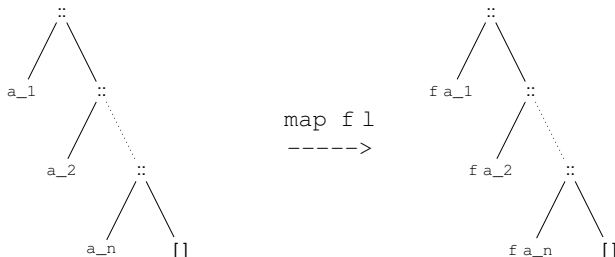 :: ::
a_1 :: f a_1 ::
map f l
----->
a_2 :: f a_2 ::
a_n [] f a_n []